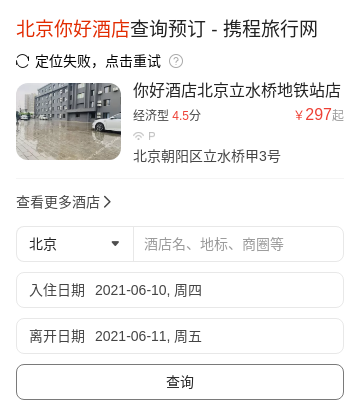 北京你好酒店查询预订 - 携程旅行网
定位失败，点击重试
你好酒店北京立水桥地铁站店
经济型 4.5分 ￥297起
P
北京朝阳区立水桥甲3号
查看更多酒店
北京 酒店名、地标、商圈等
入住日期 2021-06-10, 周四
离开日期 2021-06-11, 周五
查询